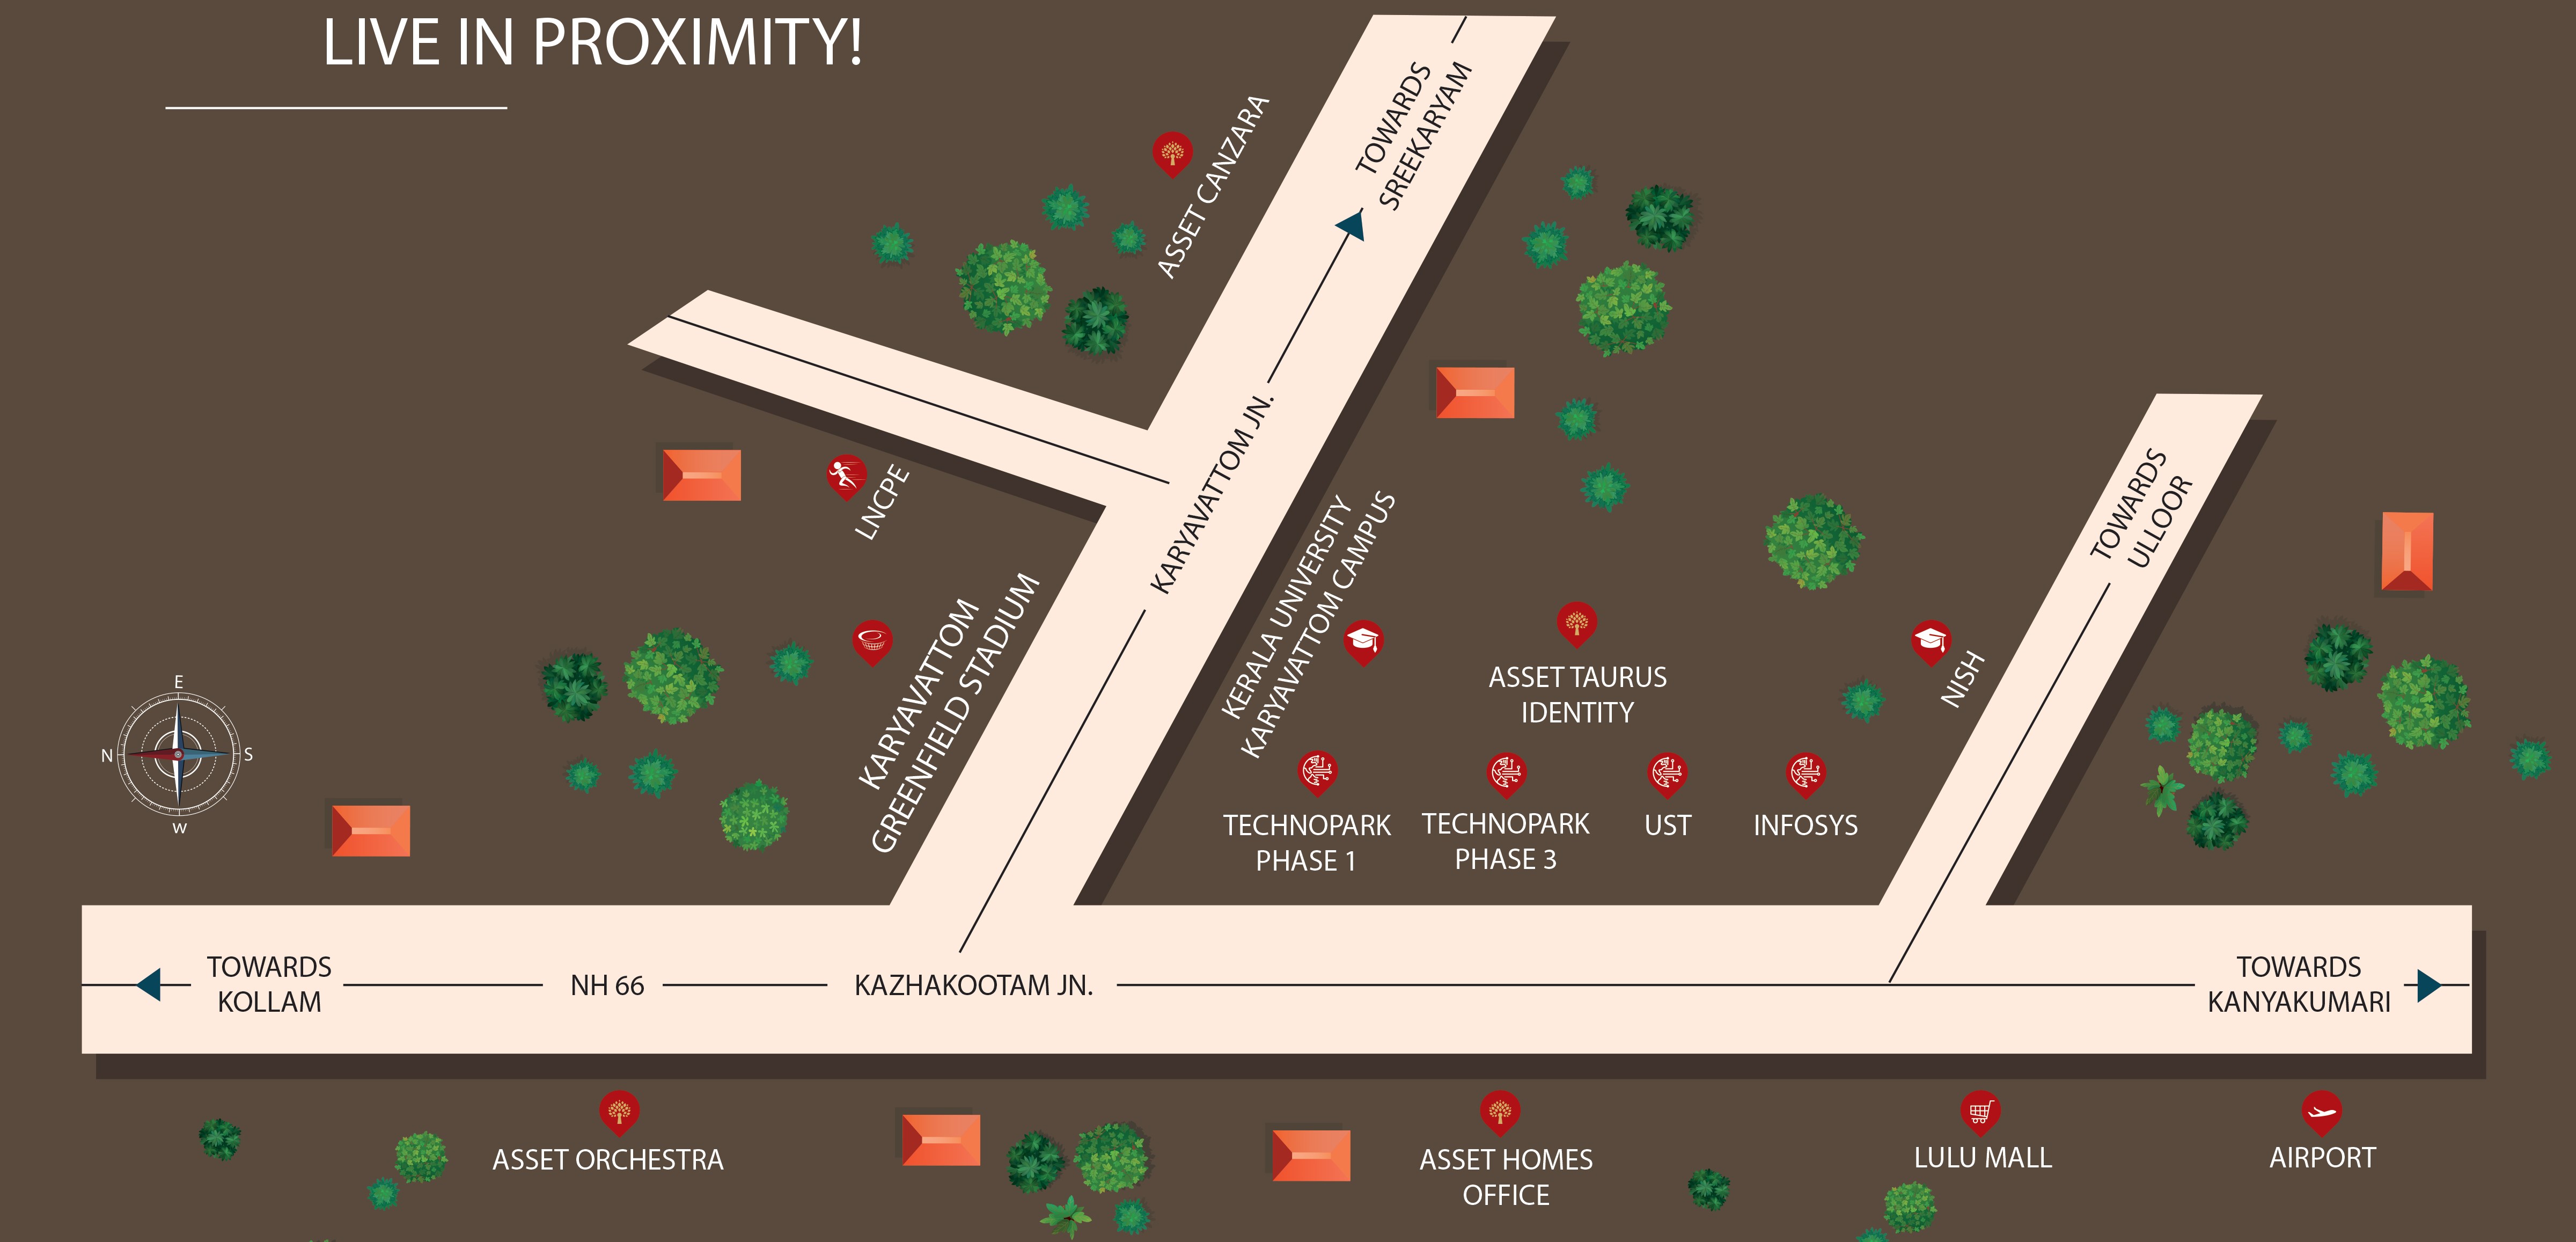 LIVE IN PROXIMITY!
TOWARDS
SREEKARYAM
ASSET CANZARA
KARYAVATTOM JN.
LNCPE
KARYAVATTOM
GREENFIELD STADIUM
KERALA UNIVERSITY
KARYAVATTOM CAMPUS
ASSET TAURUS
IDENTITY
NISH
TOWARDS
ULLOOR
E
N
S
W
TECHNOPARK
PHASE 1
TECHNOPARK
PHASE 3
UST
INFOSYS
TOWARDS
KOLLAM
NH 66
KAZHAKOOTAM JN.
TOWARDS
KANYAKUMARI
ASSET ORCHESTRA
ASSET HOMES
OFFICE
LULU MALL
AIRPORT